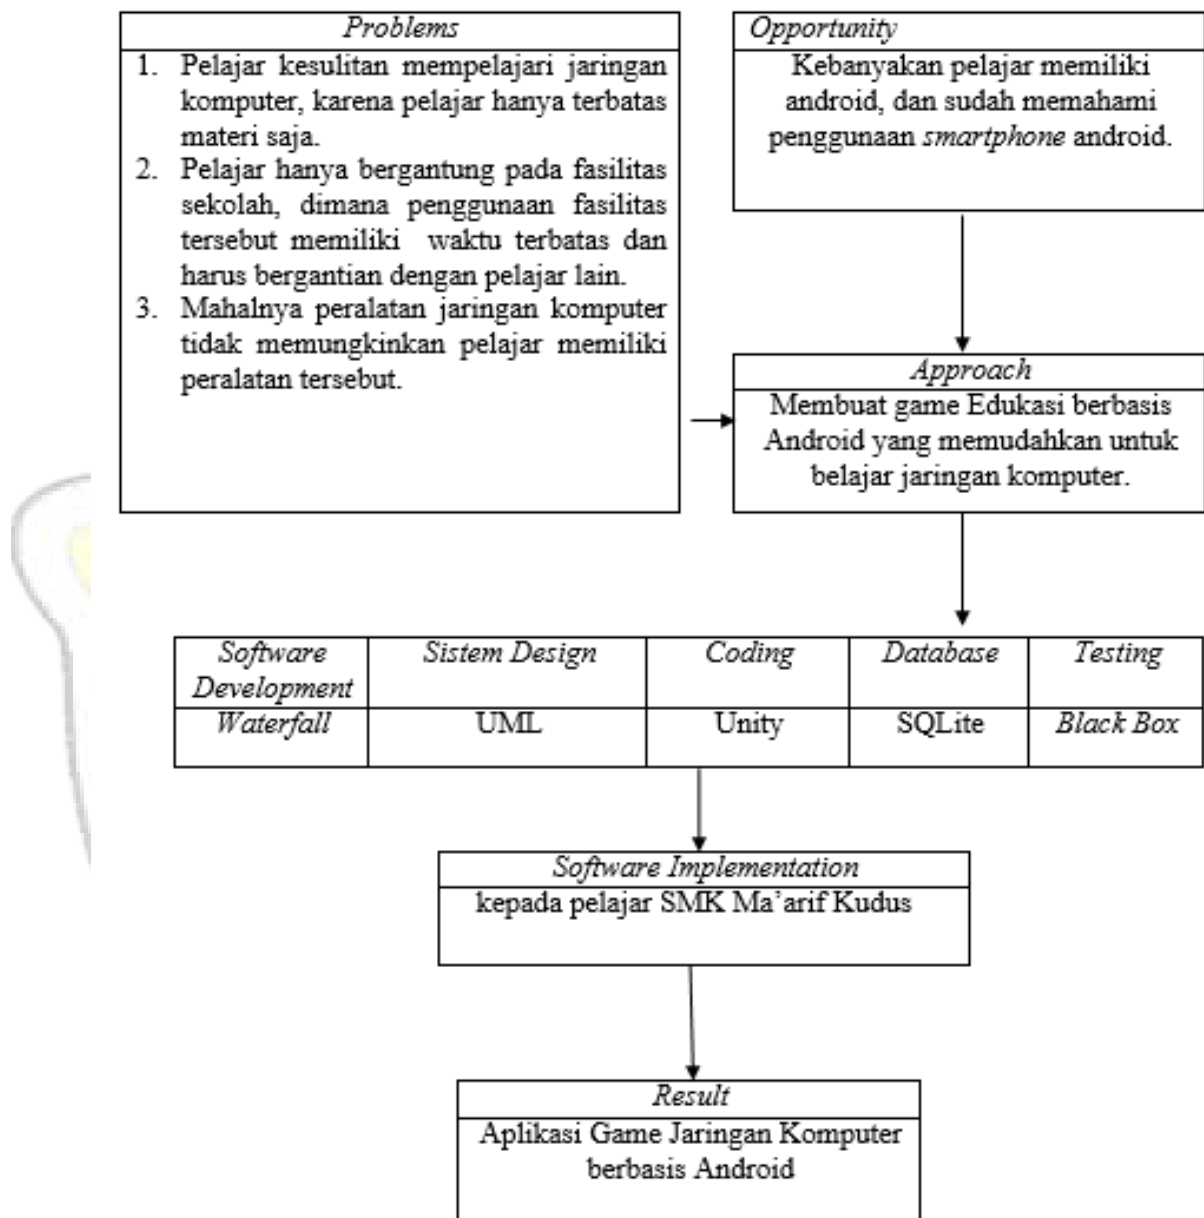 Problems
1. Pelajar kesulitan mempelajari jaringan
komputer, karena pelajar hanya terbatas
materi saja.
2. Pelajar hanya bergantung pada fasilitas
sekolah, dimana penggunaan fasilitas
tersebut memiliki waktu terbatas dan
harus bergantian dengan pelajar lain.
3. Mahalnya peralatan jaringan komputer
tidak memungkinkan pelajar memiliki
peralatan tersebut.
Opportunity
Kebanyakan pelajar memiliki
android, dan sudah memahami
penggunaan smartphone android.
Approach
Membuat game Edukasi berbasis
Android yang memudahkan untuk
belajar jaringan komputer.
Software
Development
Sistem Design
Coding
Database
Testing
Waterfall
UML
Unity
SQLite
Black Box
Software Implementation
kepada pelajar SMK Ma’arif Kudus
Result
Aplikasi Game Jaringan Komputer
berbasis Android